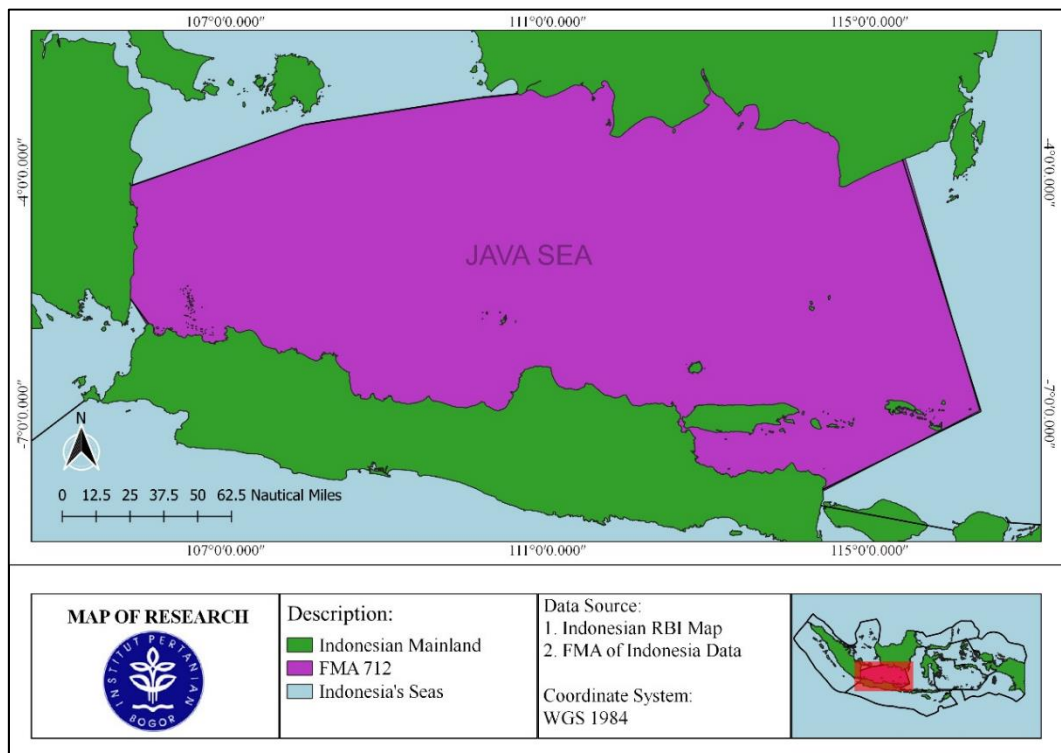 107°0'0.000" 111°0'0.000" 115°0'0.000"
-4°0'0.000"
-4°0'0.000"
JAVA SEA
-7°0'0.000"
-7°0'0.000"
N
0 12.5 25 37.5 50 62.5 Nautical Miles
107°0'0.000" 111°0'0.000" 115°0'0.000"
MAP OF RESEARCH
INSTITUT PERTANIAN
BOGOR
Description:
Indonesian Mainland
FMA 712
Indonesia's Seas
Data Source:
1. Indonesian RBI Map
2. FMA of Indonesia Data
Coordinate System:
WGS 1984